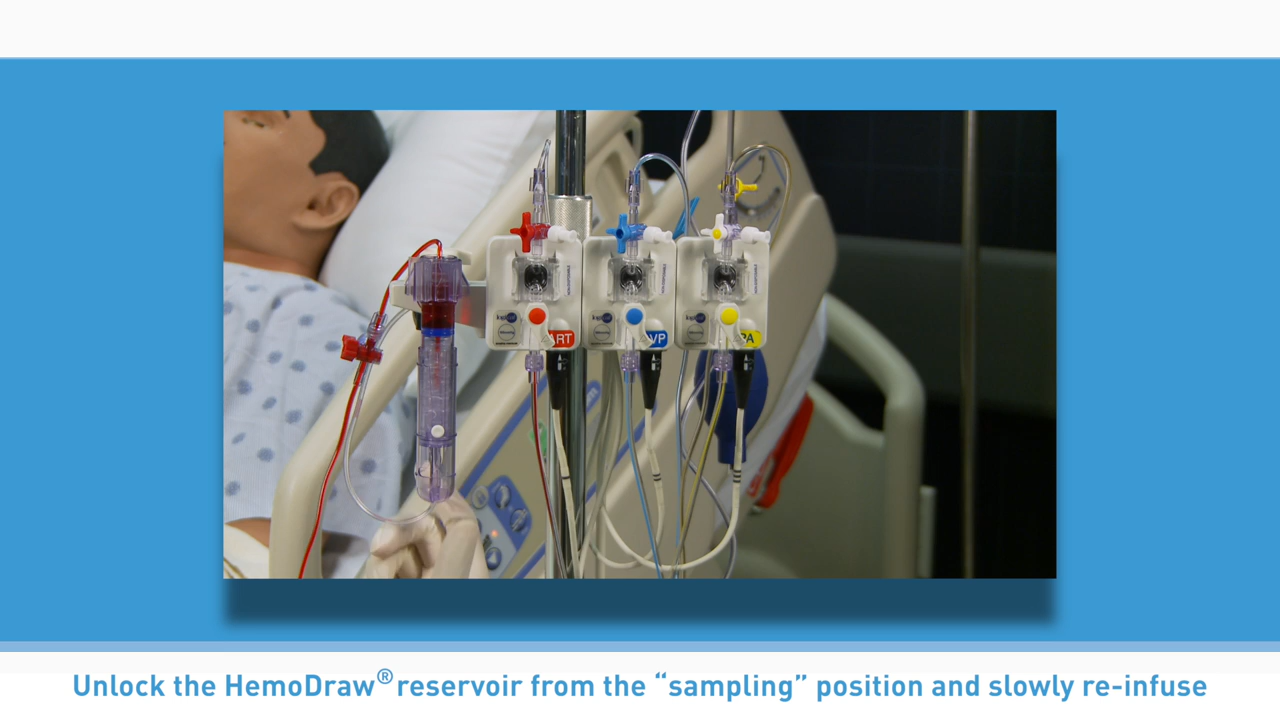 ART
VP
PA
Unlock the HemoDraw® reservoir from the “sampling” position and slowly re-infuse